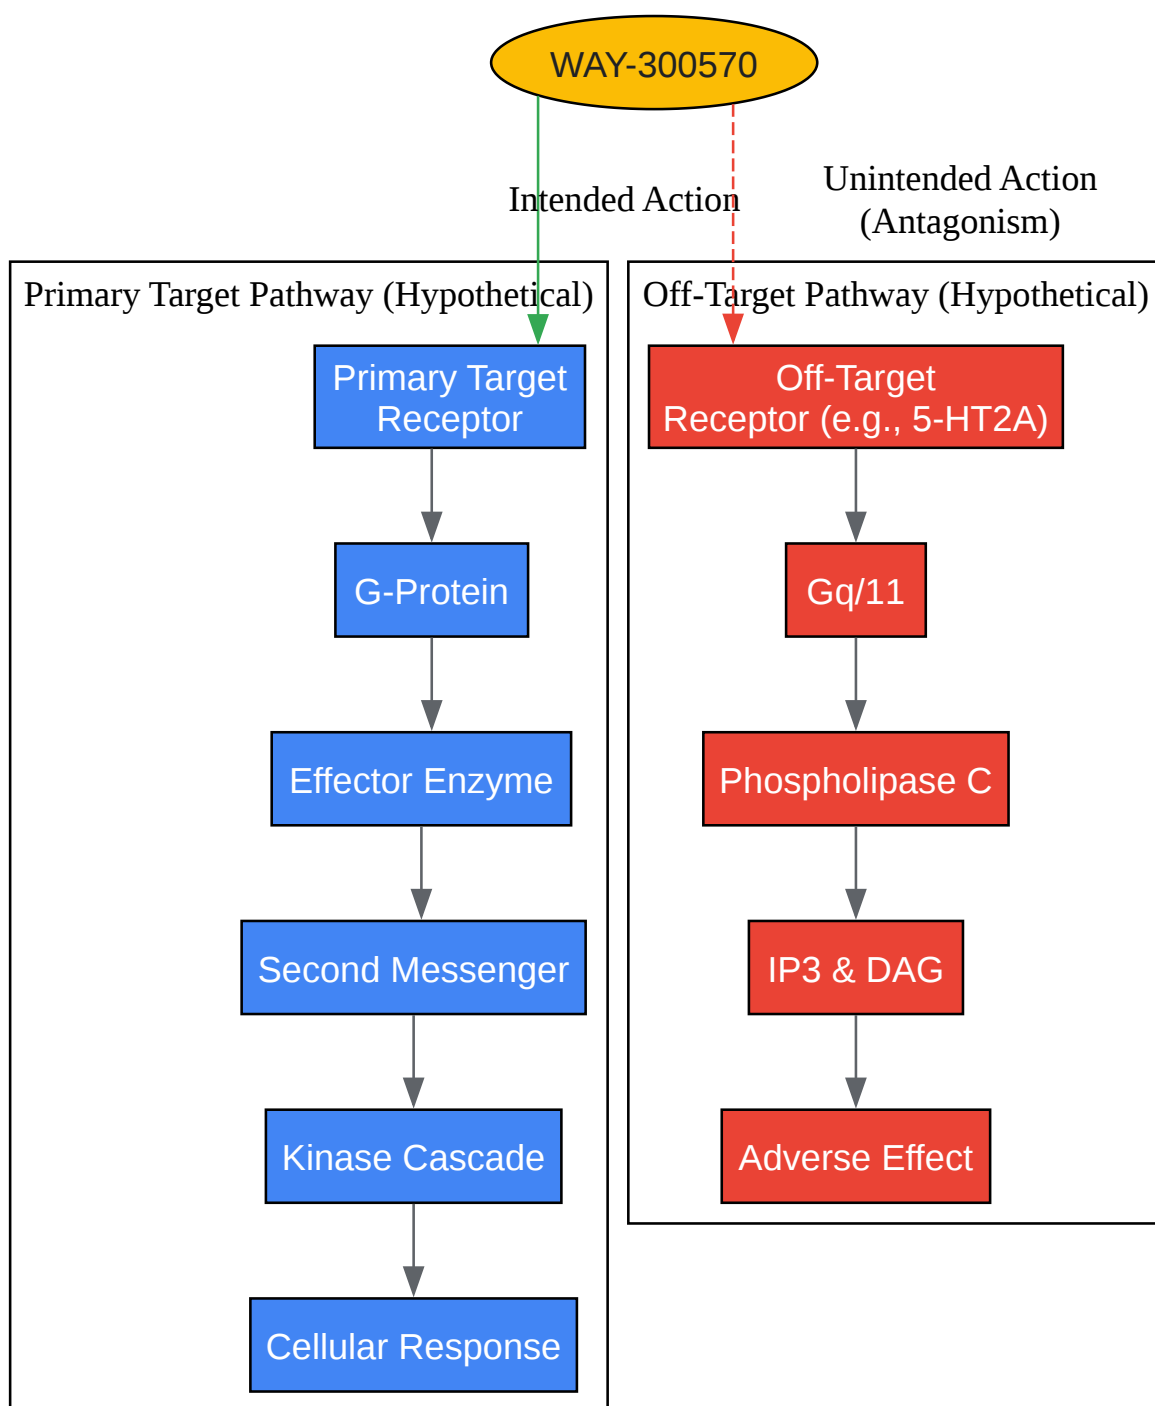 WAY-300570
Intended Action
Unintended Action
(Antagonism)
Primary Target Pathway (Hypothetical)
Primary Target
Receptor
G-Protein
Effector Enzyme
Second Messenger
Kinase Cascade
Cellular Response
Off-Target Pathway (Hypothetical)
Off-Target
Receptor (e.g., 5-HT2A)
Gq/11
Phospholipase C
IP3 & DAG
Adverse Effect